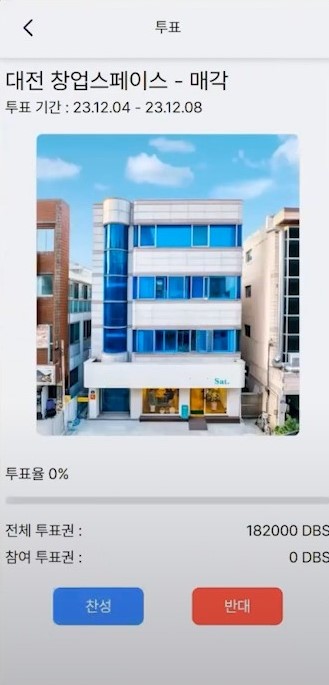 투표
대전 창업스페이스 - 매각
투표 기간 : 23.12.04 - 23.12.08
Sai.
투표율 0%
전체 투표권 : 182000 DBS
참여 투표권 : 0 DBS
찬성 반대